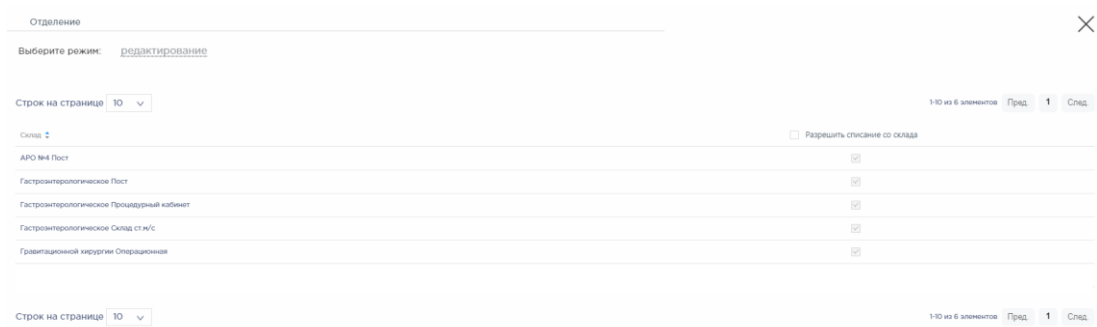 Отделение
Выберите режим: редактирование
Строк на странице 10
1-10 из 6 элементов Пред. 1 След.
Склад Разрешить списание со склада
АРО №4 Пост
Гастроэнтерологическое Пост
Гастроэнтерологическое Процедурный кабинет
Гастроэнтерологическое Склад ст.м/с
Гравитационной хирургии Операционная
Строк на странице 10
1-10 из 6 элементов Пред. 1 След.